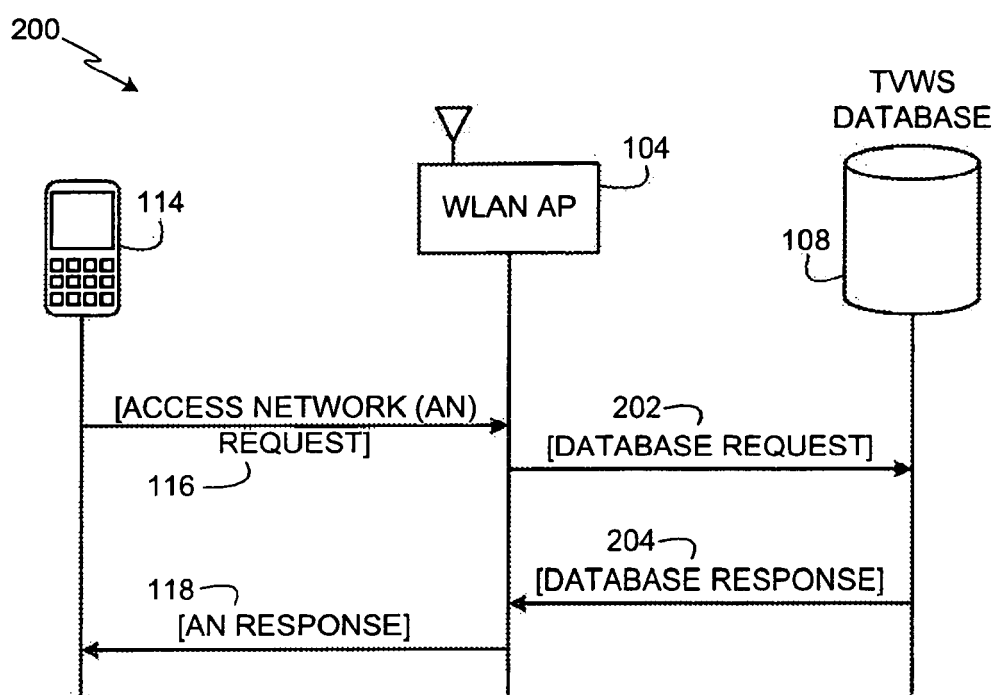 200
TVWS
DATABASE
104
WLAN AP
114
108
[ACCESS NETWORK (AN)
REQUEST]
116
202
[DATABASE REQUEST]
204
[DATABASE RESPONSE]
118
[AN RESPONSE]